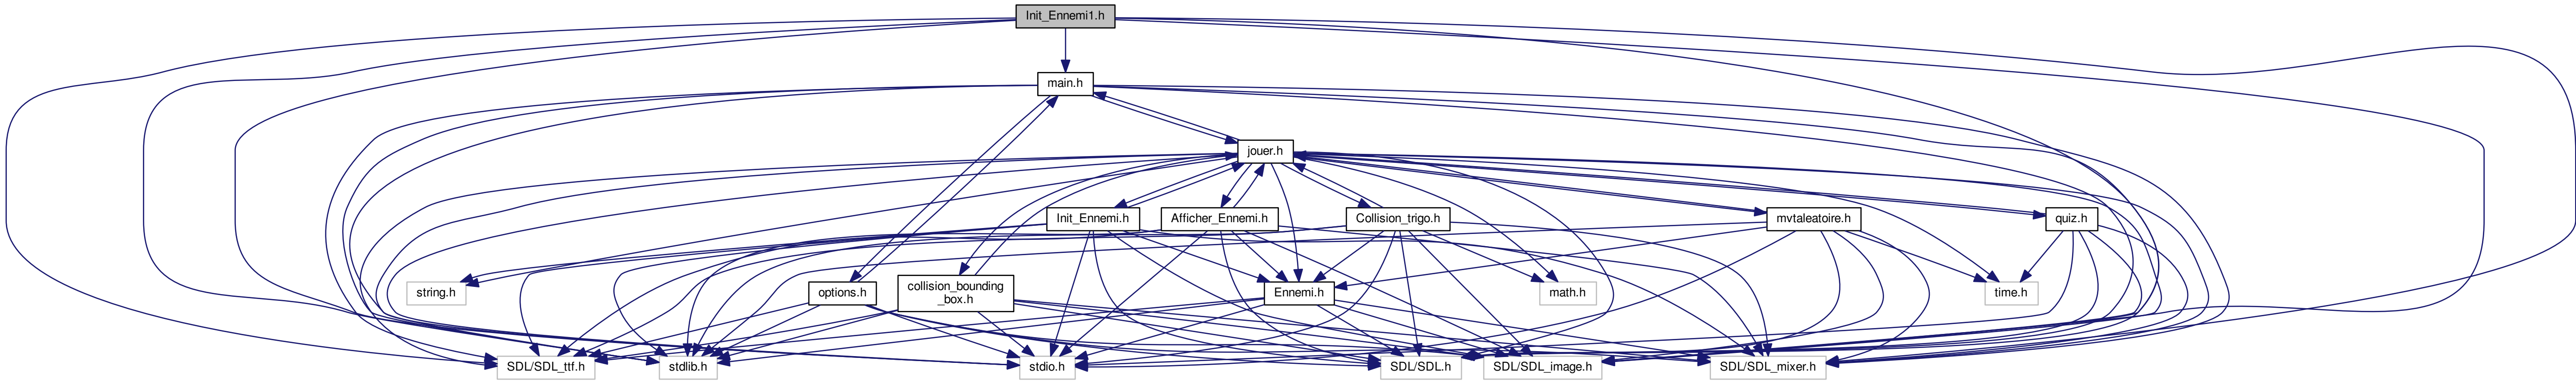 Init_Ennemi1.h
main.h
jouer.h
Init_Ennemi.h
Afficher_Ennemi.h
Collision_trigo.h
mvtaleatoire.h
quiz.h
string.h
options.h
collision_bounding
_box.h
Ennemi.h
math.h
time.h
SDL/SDL_ttf.h
stdlib.h
stdio.h
SDL/SDL.h
SDL/SDL_image.h
SDL/SDL_mixer.h